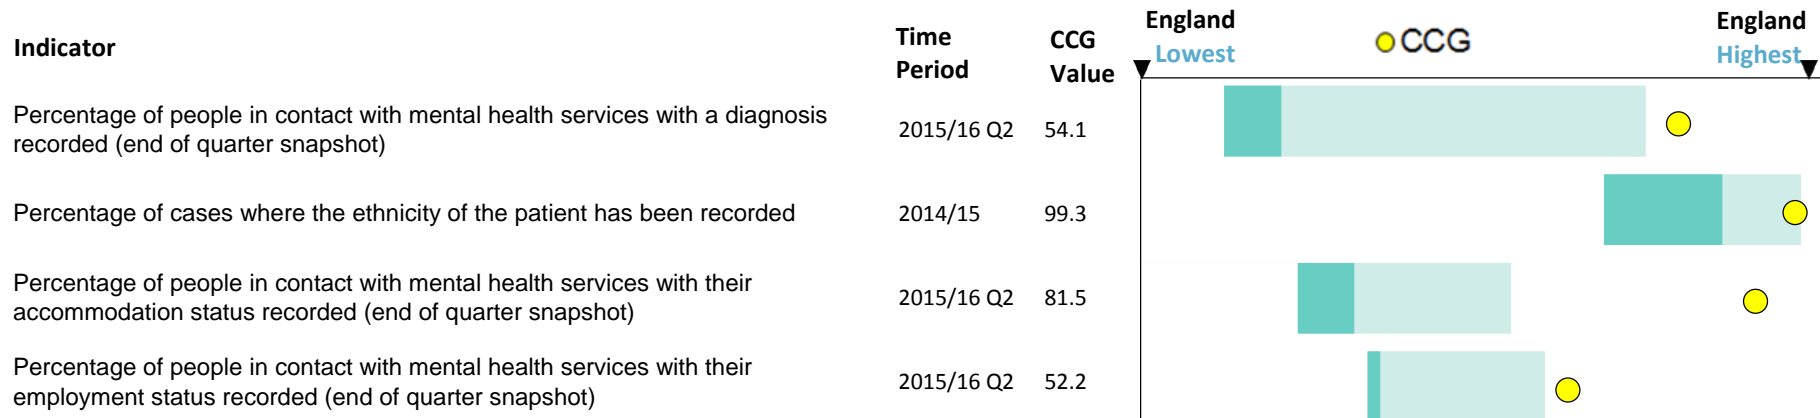 Indicator
Time
Period
CCG
Value
England
Lowest
CCG
England
Highest
Percentage of people in contact with mental health services with a diagnosis
recorded (end of quarter snapshot)
2015/16 Q2
54.1
Percentage of cases where the ethnicity of the patient has been recorded
2014/15
99.3
Percentage of people in contact with mental health services with their
accommodation status recorded (end of quarter snapshot)
2015/16 Q2
81.5
Percentage of people in contact with mental health services with their
employment status recorded (end of quarter snapshot)
2015/16 Q2
52.2